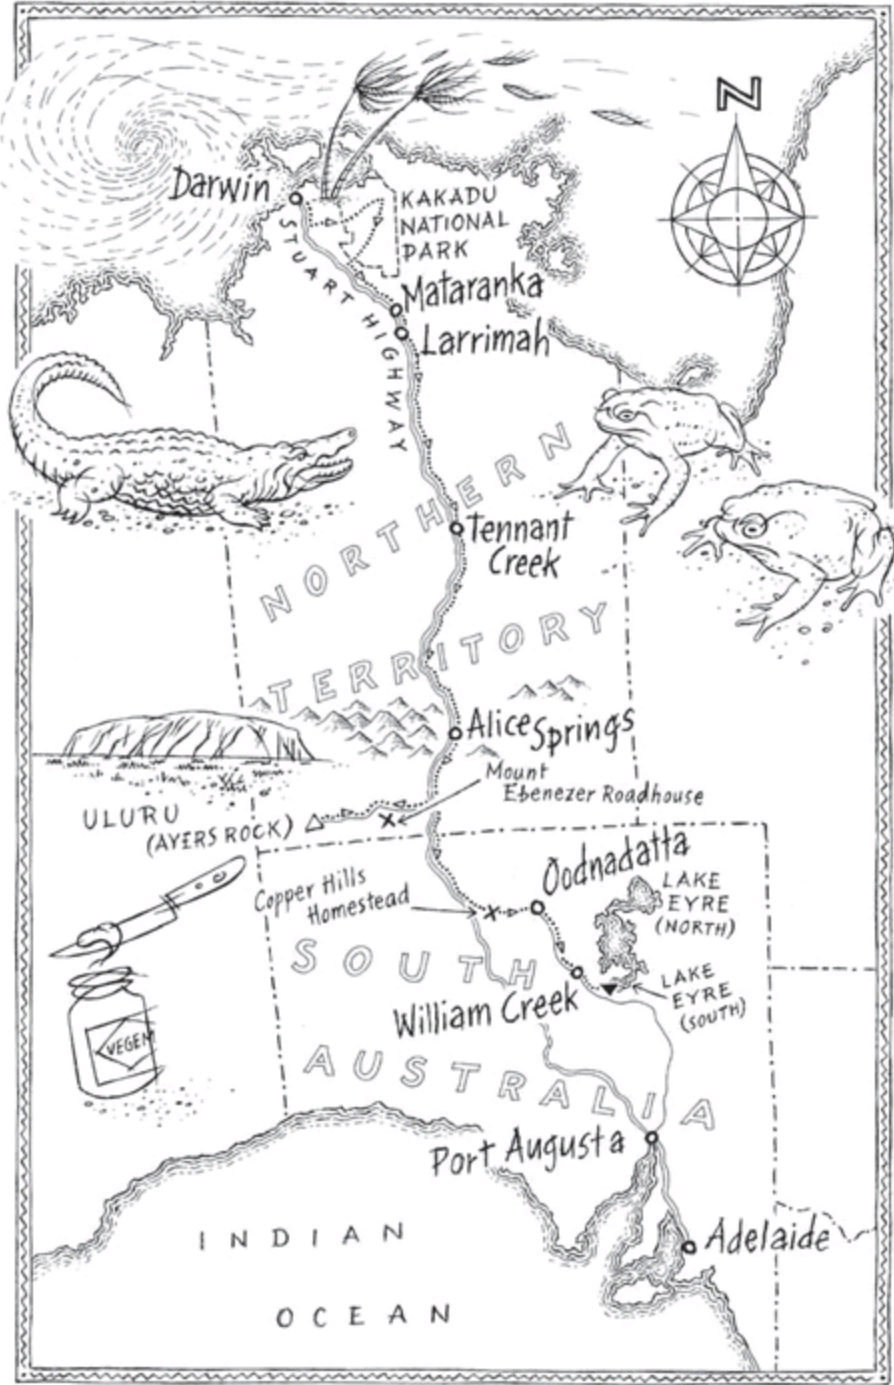 N
Darwin
KAKADU
NATIONAL
PARK
STUART HIGHWAY
Mataranka
Larrimah
NORTHERN
Tennant
Creek
TERRITORY
Alice Springs
Mount
Ebenezer Roadhouse
ULURU
(AYERS ROCK)
Oodnadatta
Copper Hills
Homestead
LAKE
EYRE
(NORTH)
SOUTH
William Creek
LAKE
EYRE
(SOUTH)
VEGEM
AUSTRALIA
Port Augusta
Adelaide
INDIAN
OCEAN